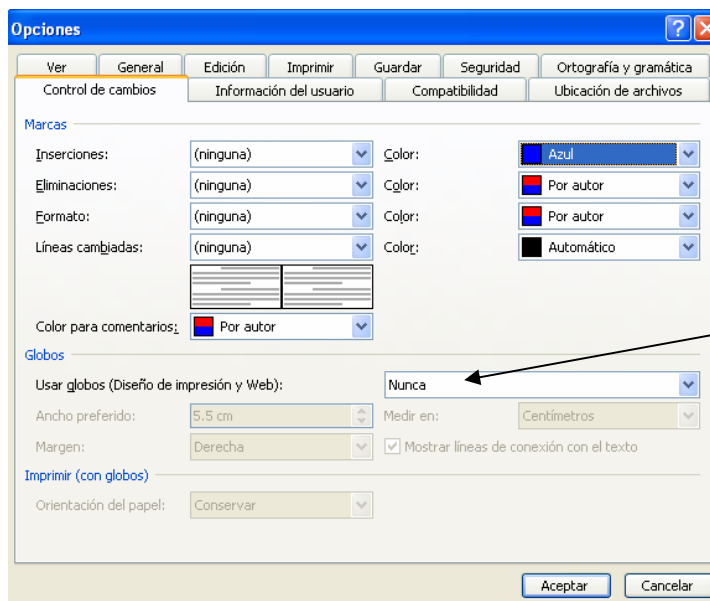 Opciones
Ver General Edición Imprimir Guardar Seguridad Ortografía y gramática
Control de cambios Información del usuario Compatibilidad Ubicación de archivos
Marcas
Inserciones: (ninguna) Color: Azul
Eliminaciones: (ninguna) Color: Por autor
Formato: (ninguna) Color: Por autor
Líneas cambiadas: (ninguna) Color: Automático
Color para comentarios: Por autor
Globos
Usar globos (Diseño de impresión y Web): Nunca
Ancho preferido: 5.5 cm Medir en: Centímetros
Margen: Derecha Mostrar líneas de conexión con el texto
Imprimir (con globos)
Orientación del papel: Conservar
Aceptar Cancelar